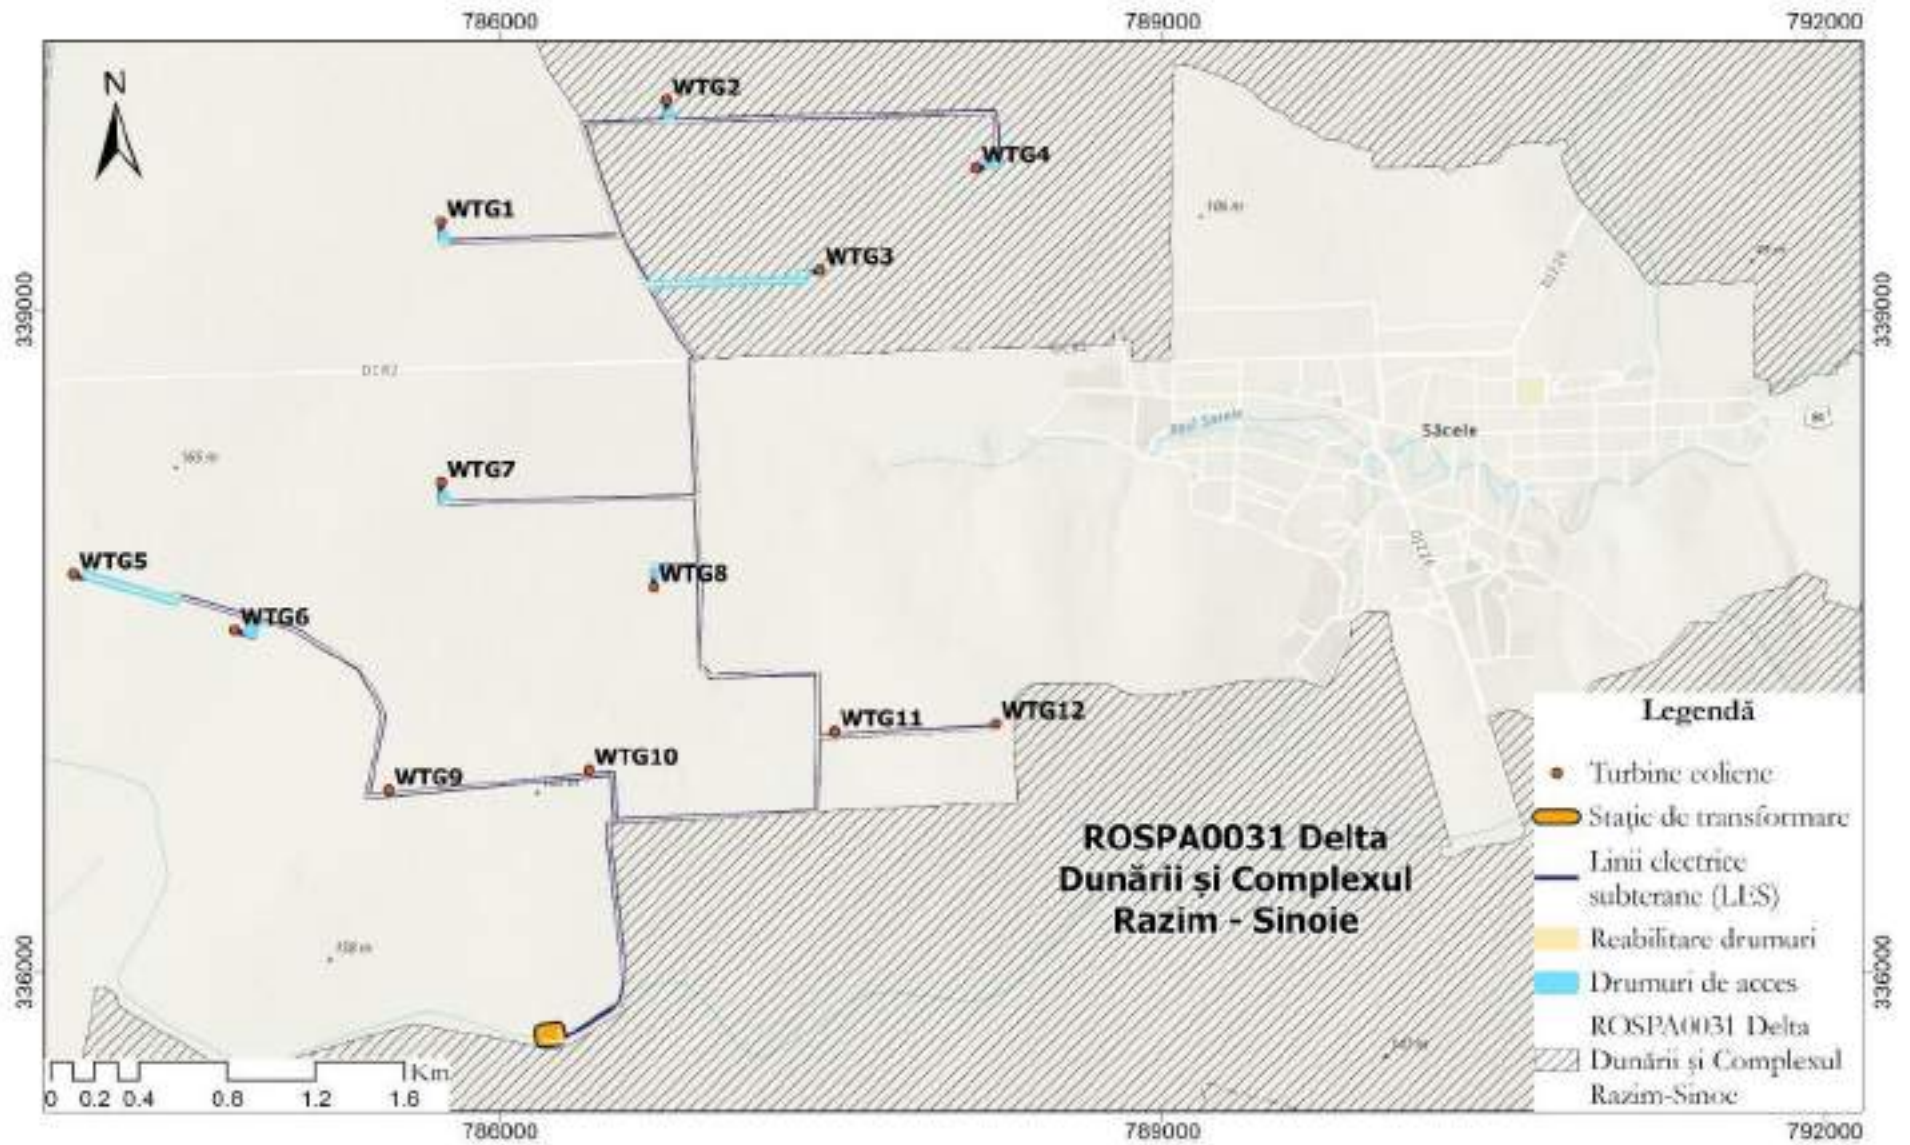 786000
789000
792000
N
WTG2
WTG4
WTG1
106 m
WTG3
339000
339000
DC82
Săcele
165 m
WTG7
WTG5
WTG8
WTG6
DJ226
WTG11
WTG12
WTG10
WTG9
ROSPA0031 Delta
Dunării și Complexul
Razim - Sinoie
Legendă
Turbine eoliene
Stație de transformare
Linii electrice
subterane (LES)
Reabilitare drumuri
Drumuri de acces
ROSPA0031 Delta
Dunării și Complexul
Razim-Sinoe
336000
336000
Km
0 0.2 0.4 0.8 1.2 1.6
786000
789000
792000